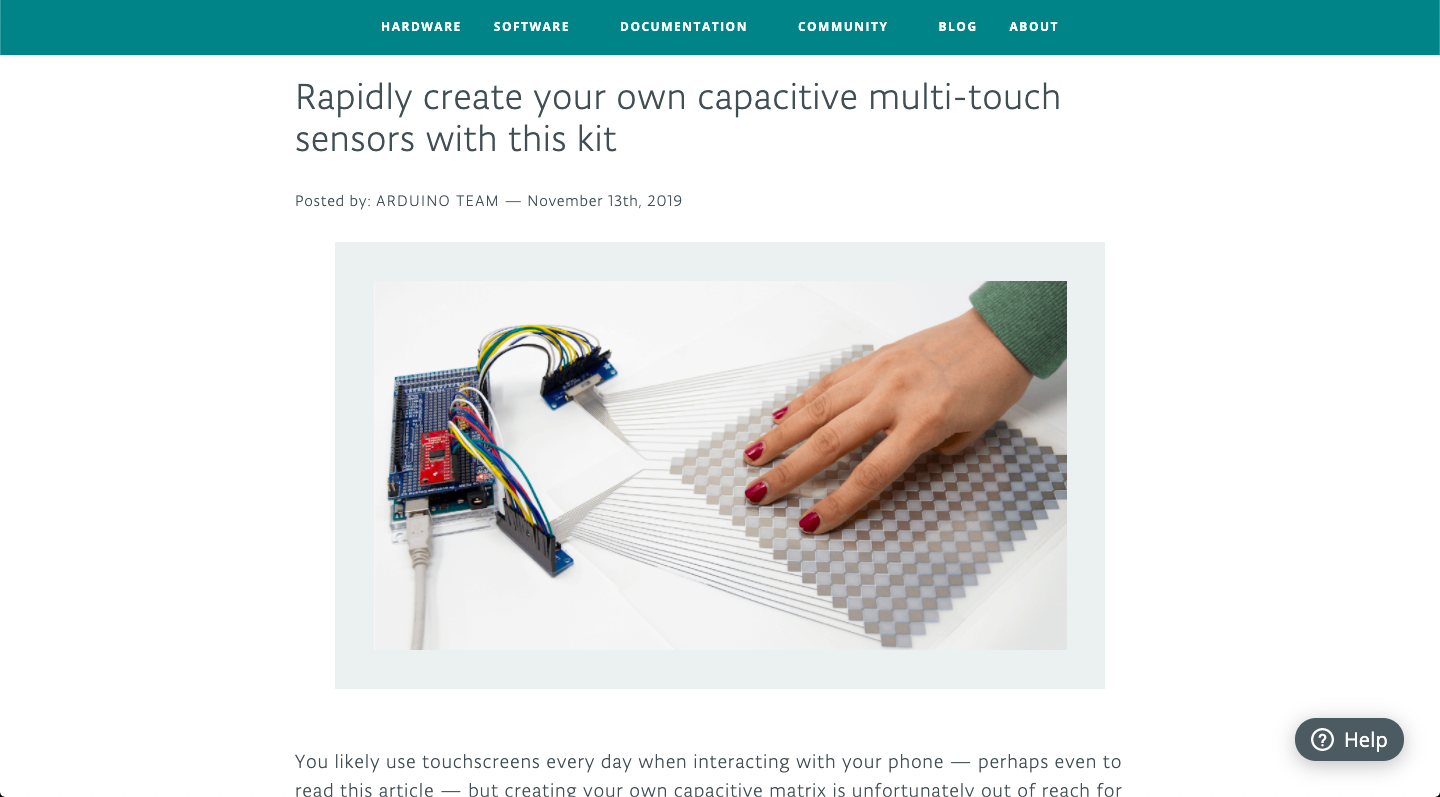 HARDWARE SOFTWARE DOCUMENTATION COMMUNITY BLOG ABOUT
Rapidly create your own capacitive multi-touch
sensors with this kit
Posted by: ARDUINO TEAM — November 13th, 2019
You likely use touchscreens every day when interacting with your phone — perhaps even to
read this article — but creating your own capacitive matrix is unfortunately out of reach for
Help